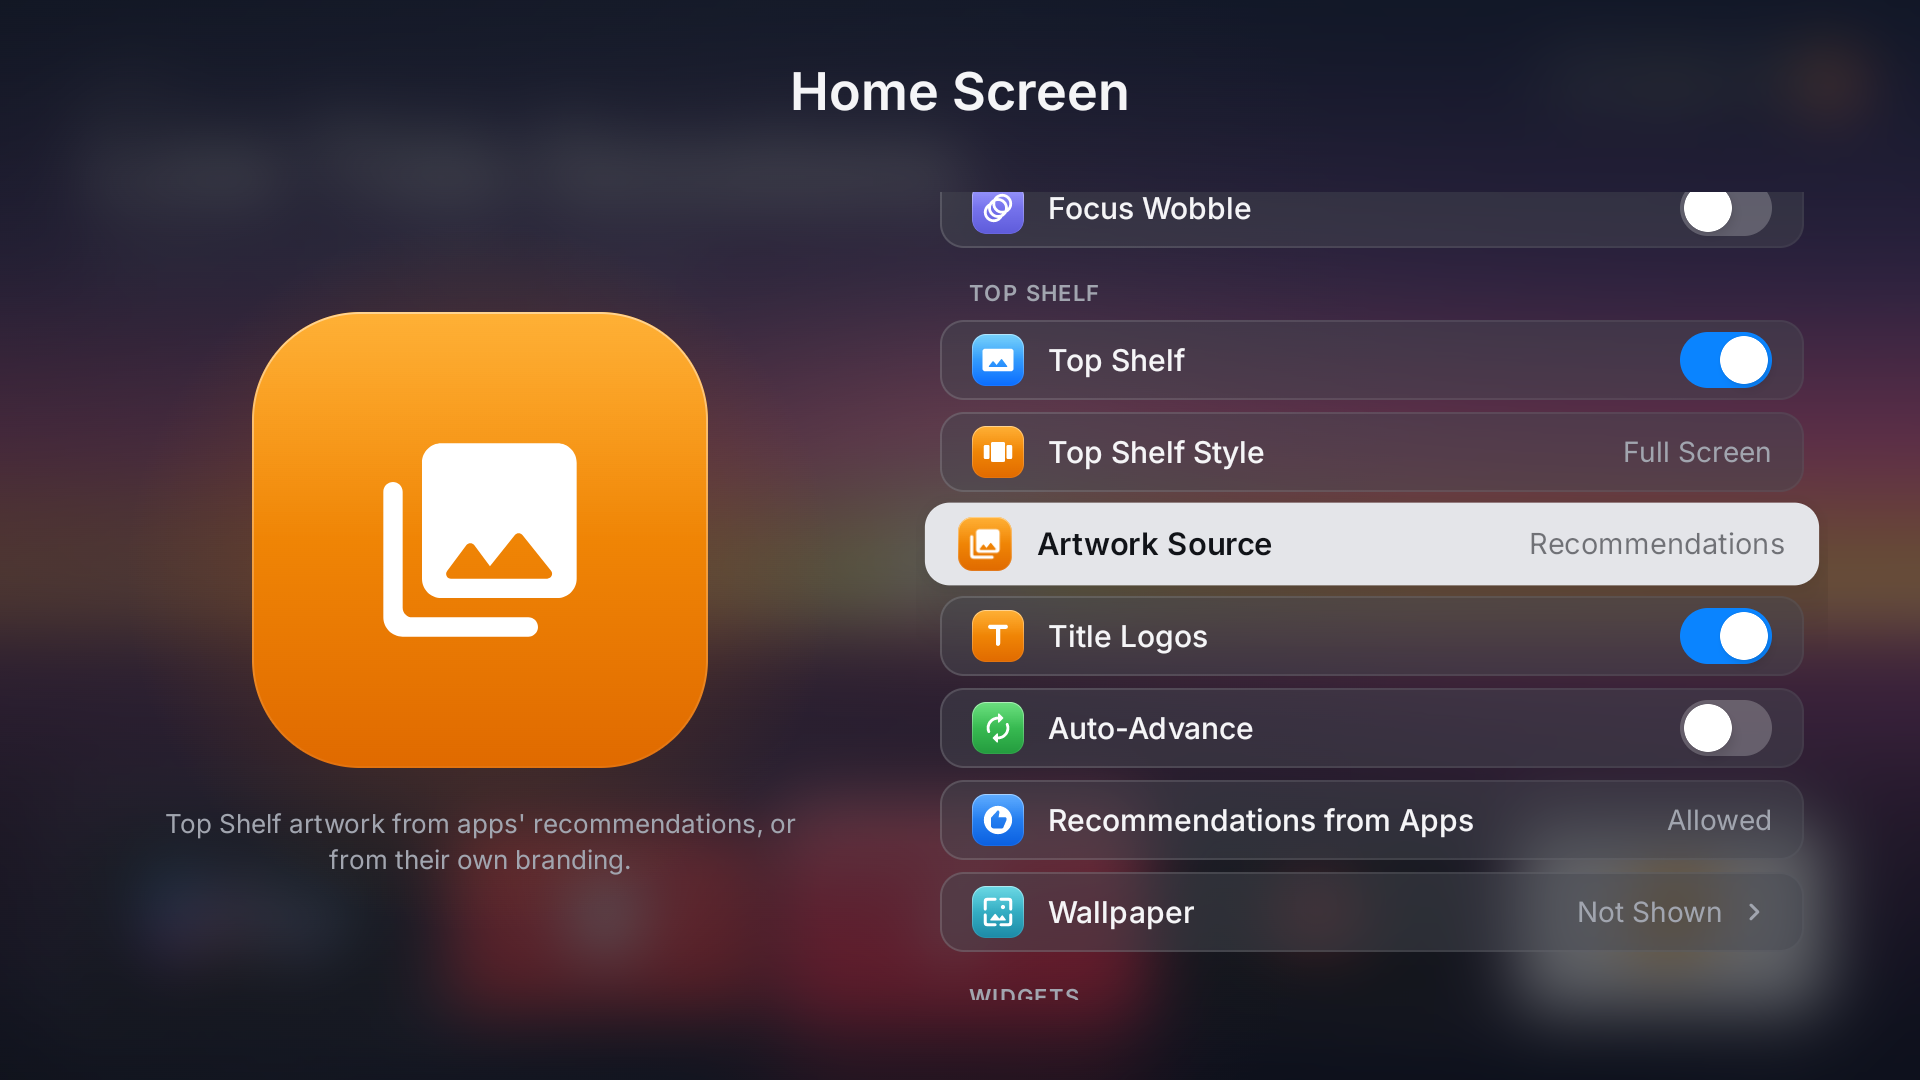 Home Screen
Focus Wobble
TOP SHELF
Top Shelf
Top Shelf Style Full Screen
Artwork Source Recommendations
Title Logos
Auto-Advance
Recommendations from Apps Allowed
Wallpaper Not Shown
WIDGETS
Top Shelf artwork from apps' recommendations, or
from their own branding.